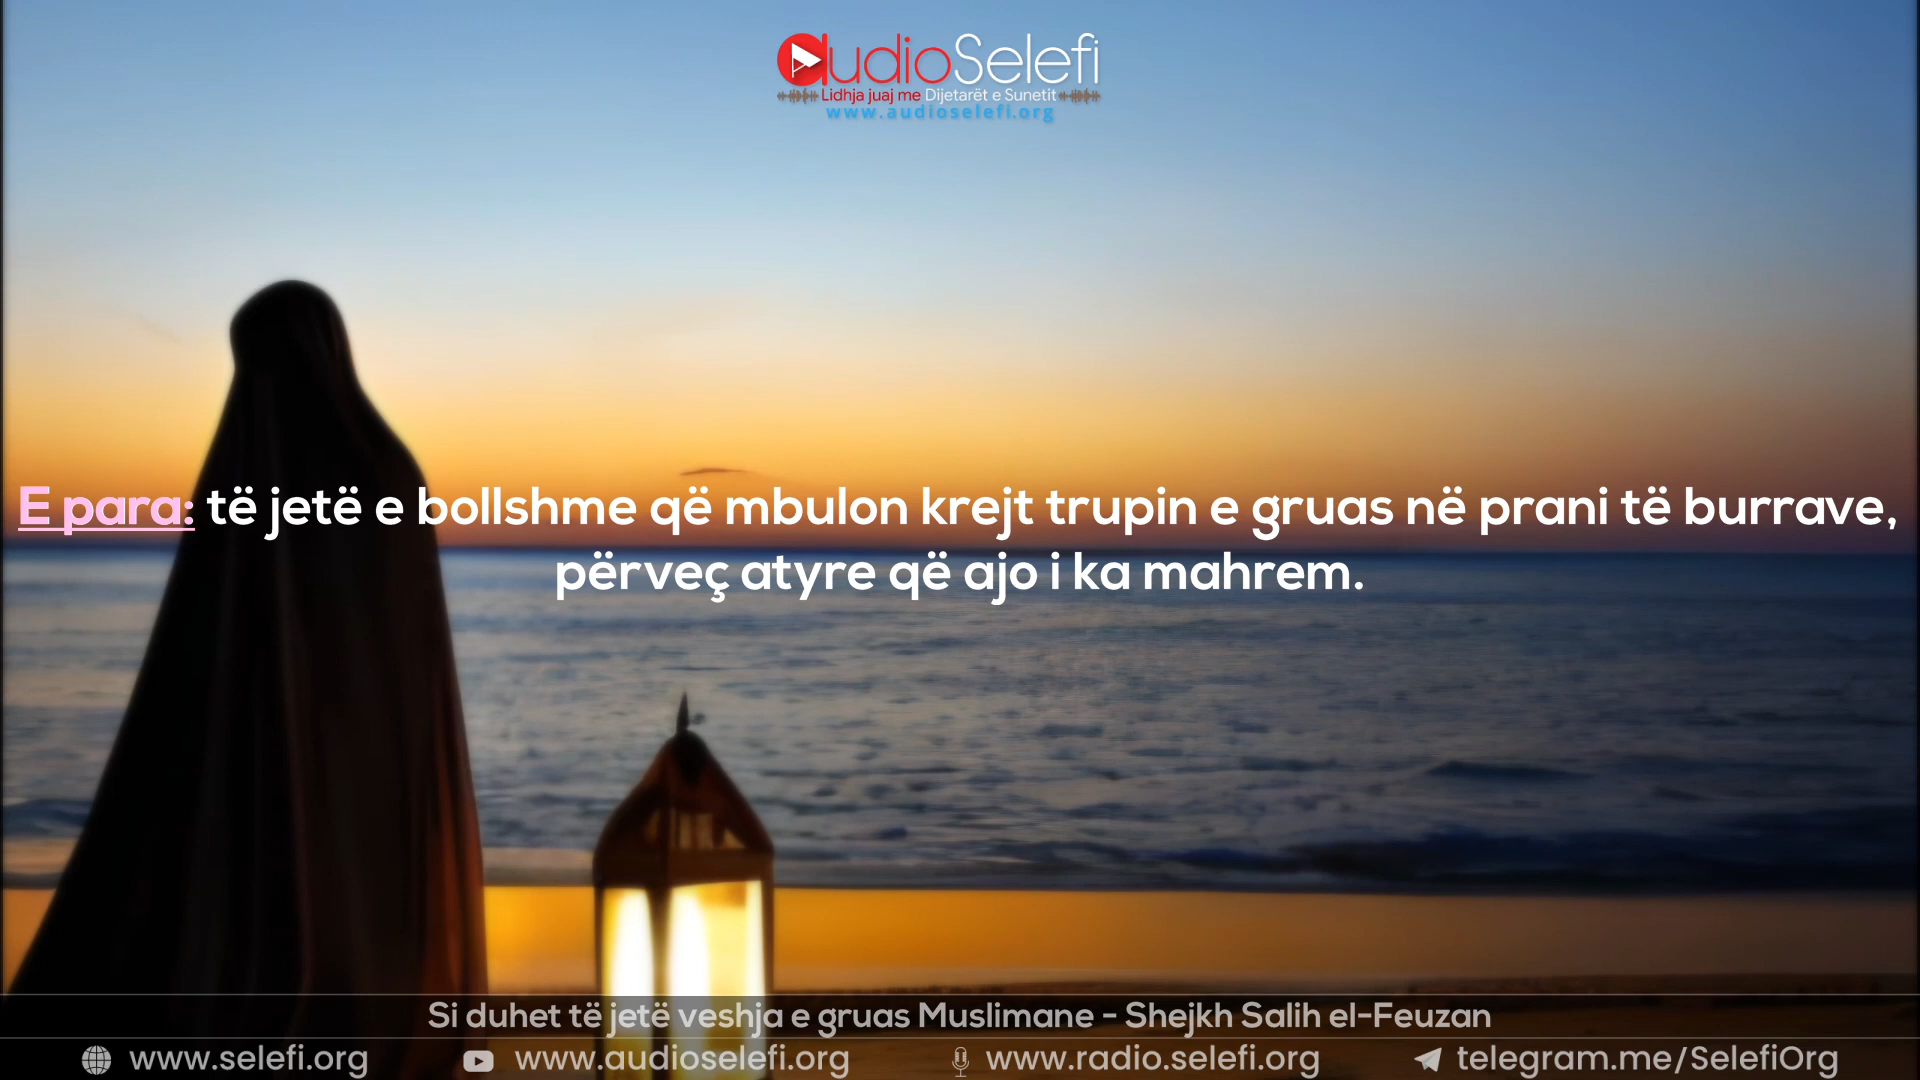 audioSelefi
Lidhja juaj me Dijetarët e Sunetit
www.audioselefi.org
E para: të jetë e bollshme që mbulon krejt trupin e gruas në prani të burrave,
përveç atyre që ajo i ka mahrem.
Si duhet të jetë veshja e gruas Muslimane - Shejkh Salih el-Feuzan
www.selefi.org www.audioselefi.org www.radio.selefi.org telegram.me/SelefiOrg